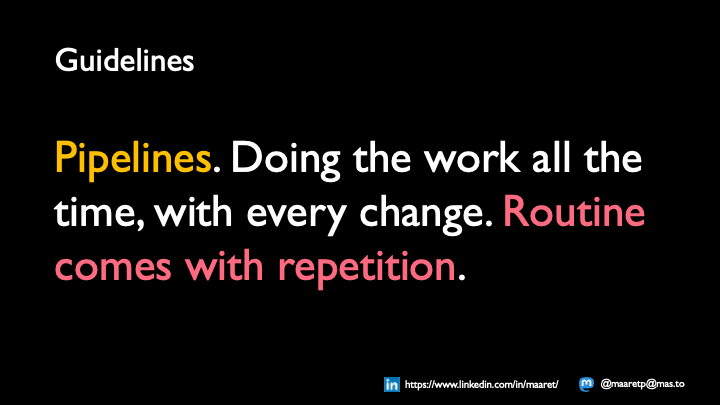 Guidelines
Pipelines. Doing the work all the
time, with every change. Routine
comes with repetition.
in https://www.linkedin.com/in/maaret/ m @maaretp@mas.to